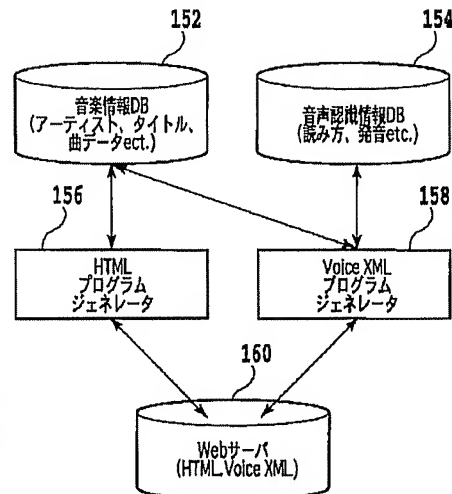 152
154
音楽情報DB
(アーティスト、タイトル、
曲データect.)
音声認識情報DB
(読み方、発音etc.)
156
158
HTML
プログラム
ジェネレータ
Voice XML
プログラム
ジェネレータ
160
Webサーバ
(HTML.Voice XML)